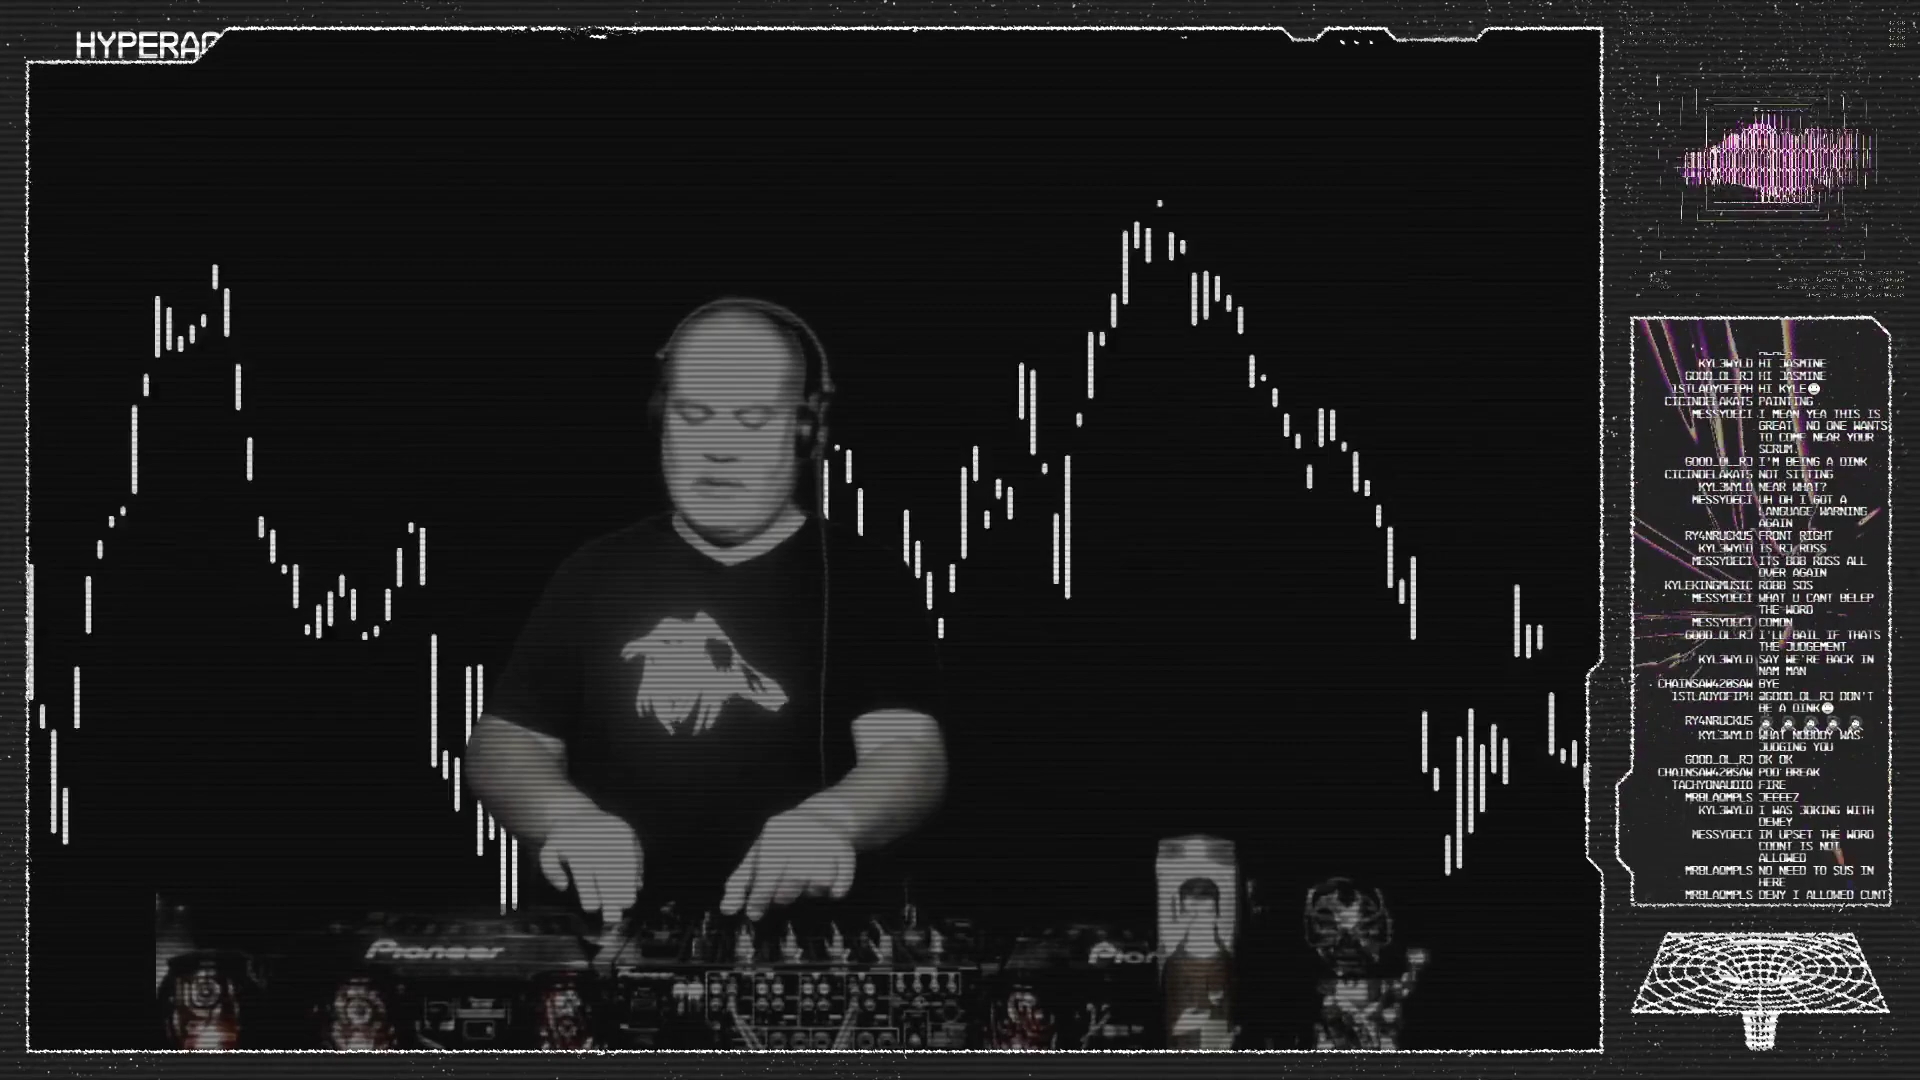 HYPERAC
KYL3WYLD HI JASMINE
GOOD_OL_RJ HI JASMINE
1STLADYOFIPH HI KYLE
CICINDELAKATS PAINTING
MESSYDECI I MEAN YEA THIS IS
GREAT NO ONE WANTS
TO COME NEAR YOUR
SCRUM.
GOOD_OL_RJ I'M BEING A DINK
CICINDELAKATS NOT SITTING
KYL3WYLD NEAR WHAT?
MESSYDECI UH OH I GOT A
LANGUAGE WARNING
AGAIN
RY4NRUCKUS FRONT RIGHT
KYL3WYLD IS RJ ROSS
MESSYDECI ITS BOB ROSS ALL
OVER AGAIN
KYLEKINGMUSIC ROBB SOS
MESSYDECI WHAT U CANT BELEP
THE WORD
MESSYDECI COMON
GOOD_OL_RJ I'LL BAIL IF THATS
THE JUDGEMENT
KYL3WYLD SAY WE'RE BACK IN
NAM MAN
CHAINSAW420SAW BYE
1STLADYOFIPH @GOOD_OL_RJ DON'T
BE A DINK
RY4NRUCKUS
KYL3WYLD WHAT NOBODY WAS
JUDGING YOU
GOOD_OL_RJ OK OK
CHAINSAW420SAW POO BREAK
TACHYONAUDIO FIRE
MRBLAQMPLS JEEEEZ
KYL3WYLD I WAS JOKING WITH
DEWEY
MESSYDECI IM UPSET THE WORD
COONT IS NOT
ALLOWED
MRBLAQMPLS NO NEED TO SUS IN
HERE
MRBLAQMPLS DEWY I ALLOWED CUNT
Pioneer
Pion